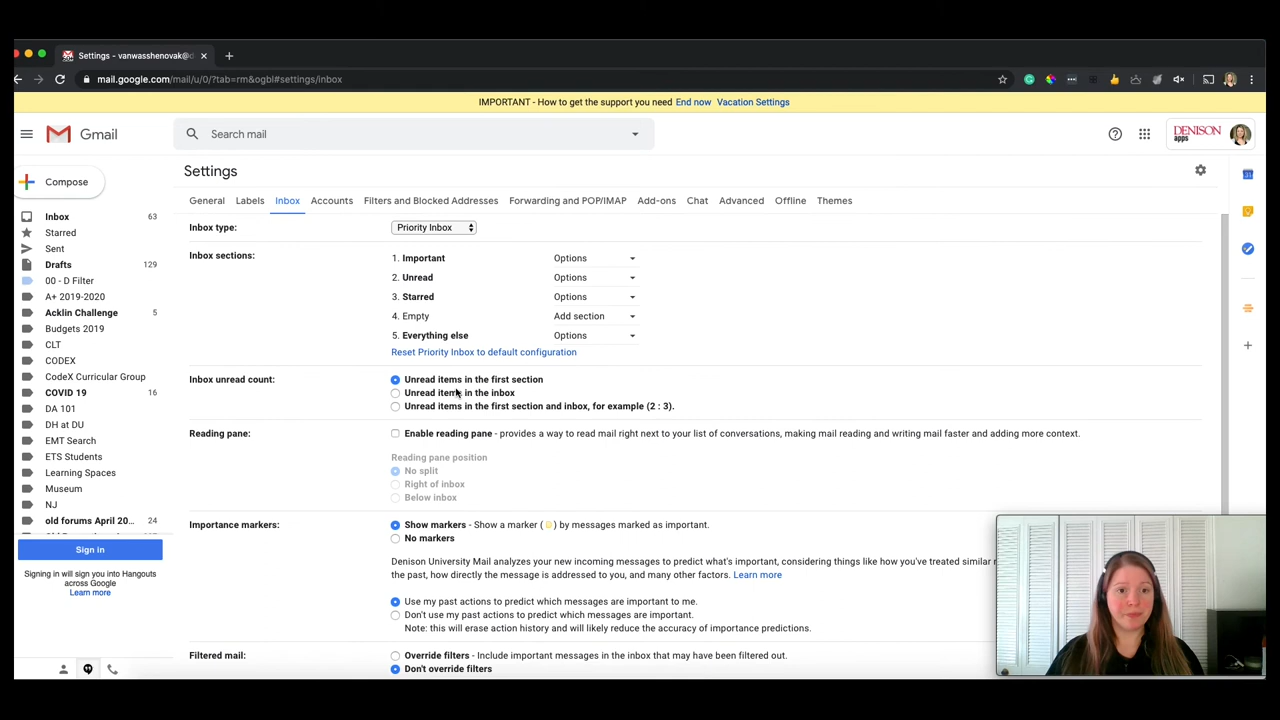 Settings - vanwasshenovak@d
mail.google.com/mail/u/0/?tab=rm&ogbl#settings/inbox
IMPORTANT - How to get the support you need End now Vacation Settings
Gmail
Search mail
DENISON
apps
Compose
Settings
General Labels Inbox Accounts Filters and Blocked Addresses Forwarding and POP/IMAP Add-ons Chat Advanced Offline Themes
Inbox 63
Starred
Sent
Drafts 129
00 - D Filter
A+ 2019-2020
Acklin Challenge 5
Budgets 2019
CLT
CODEX
CodeX Curricular Group
COVID 19 16
DA 101
DH at DU
EMT Search
ETS Students
Learning Spaces
Museum
NJ
old forums April 20... 24
Sign in
Signing in will sign you into Hangouts
across Google
Learn more
Inbox type: Priority Inbox
Inbox sections:
1. Important Options
2. Unread Options
3. Starred Options
4. Empty Add section
5. Everything else Options
Reset Priority Inbox to default configuration
Inbox unread count:
Unread items in the first section
Unread items in the inbox
Unread items in the first section and inbox, for example (2 : 3).
Reading pane:
Enable reading pane - provides a way to read mail right next to your list of conversations, making mail reading and writing mail faster and adding more context.
Reading pane position
No split
Right of inbox
Below inbox
Importance markers:
Show markers - Show a marker ( ) by messages marked as important.
No markers
Denison University Mail analyzes your new incoming messages to predict what's important, considering things like how you've treated similar
the past, how directly the message is addressed to you, and many other factors. Learn more
Use my past actions to predict which messages are important to me.
Don't use my past actions to predict which messages are important.
Note: this will erase action history and will likely reduce the accuracy of importance predictions.
Filtered mail:
Override filters - Include important messages in the inbox that may have been filtered out.
Don't override filters